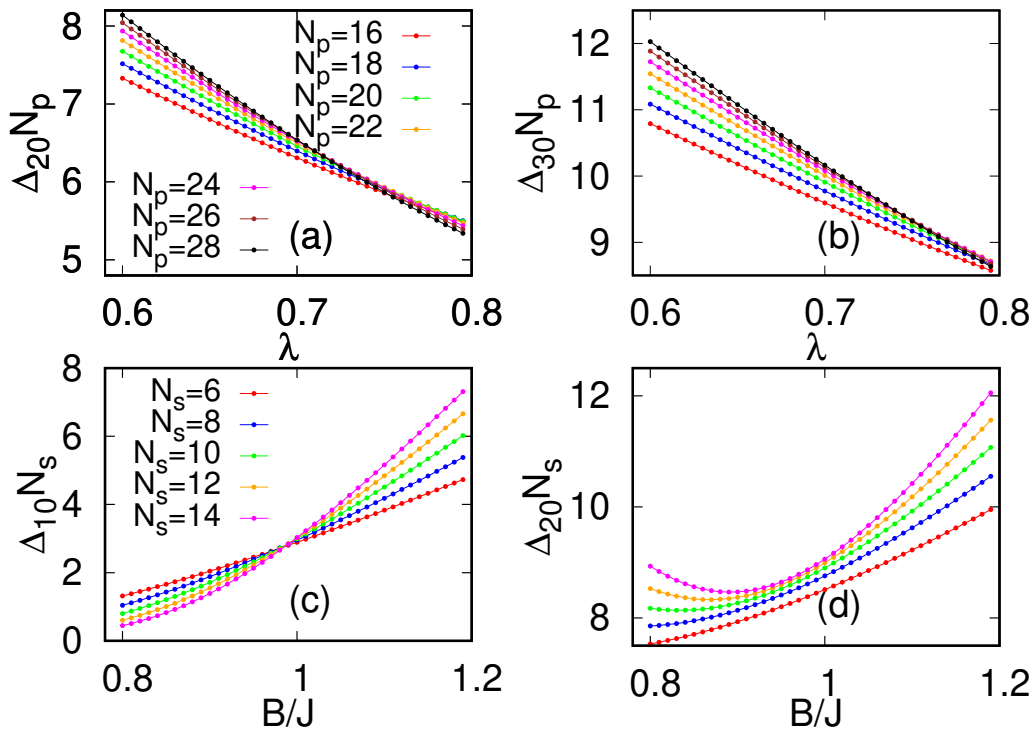 8
7
6
5
Δ₂₀Nₚ
Nₚ=16
Nₚ=18
Nₚ=20
Nₚ=22
Nₚ=24
Nₚ=26
Nₚ=28
(a)
0.6 0.7 0.8
λ
12
11
10
9
Δ₃₀Nₚ
(b)
0.6 0.7 0.8
λ
8
6
4
2
0
Δ₁₀Nₛ
Nₛ=6
Nₛ=8
Nₛ=10
Nₛ=12
Nₛ=14
(c)
0.8 1 1.2
B/J
12
10
8
Δ₂₀Nₛ
(d)
0.8 1 1.2
B/J